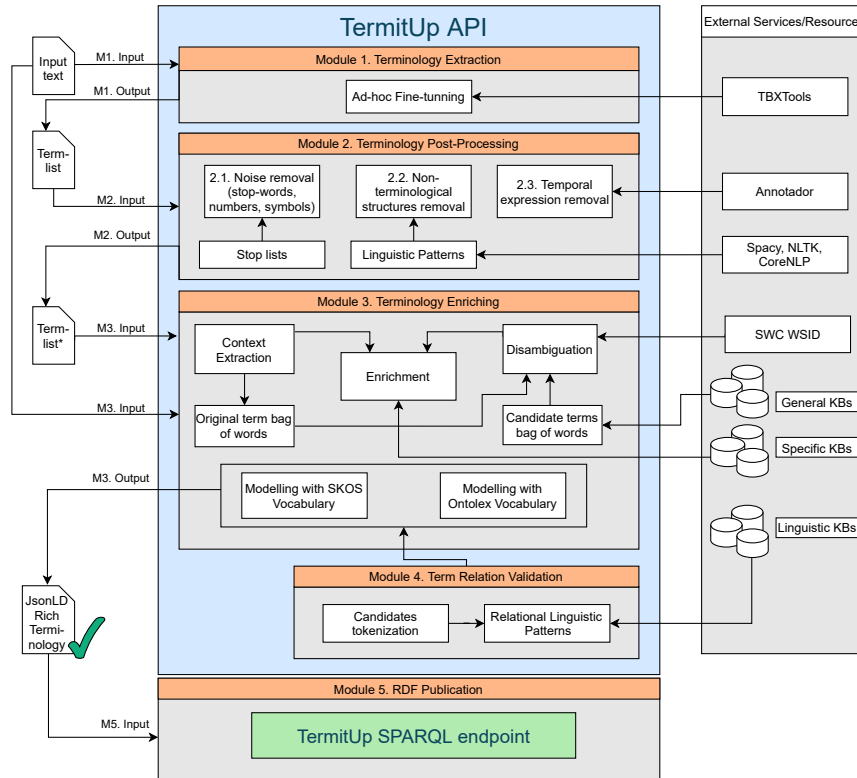 TermitUp API
External Services/Resource
Input
text
M1. Input
M1. Output
Module 1. Terminology Extraction
Ad-hoc Fine-tunning
TBXTools
Term-
list
M2. Input
M2. Output
Module 2. Terminology Post-Processing
2.1. Noise removal
(stop-words,
numbers, symbols)
2.2. Non-
terminological
structures removal
2.3. Temporal
expression removal
Annotador
Stop lists
Linguistic Patterns
Spacy, NLTK,
CoreNLP
Term-
list*
M3. Input
Module 3. Terminology Enriching
Context
Extraction
Enrichment
Disambiguation
SWC WSID
M3. Input
Original term bag
of words
Candidate terms
bag of words
General KBs
Specific KBs
M3. Output
Modelling with SKOS
Vocabulary
Modelling with
Ontolex Vocabulary
Linguistic KBs
Module 4. Term Relation Validation
Candidates
tokenization
Relational Linguistic
Patterns
JsonLD
Rich
Termi-
nology
M5. Input
Module 5. RDF Publication
TermitUp SPARQL endpoint